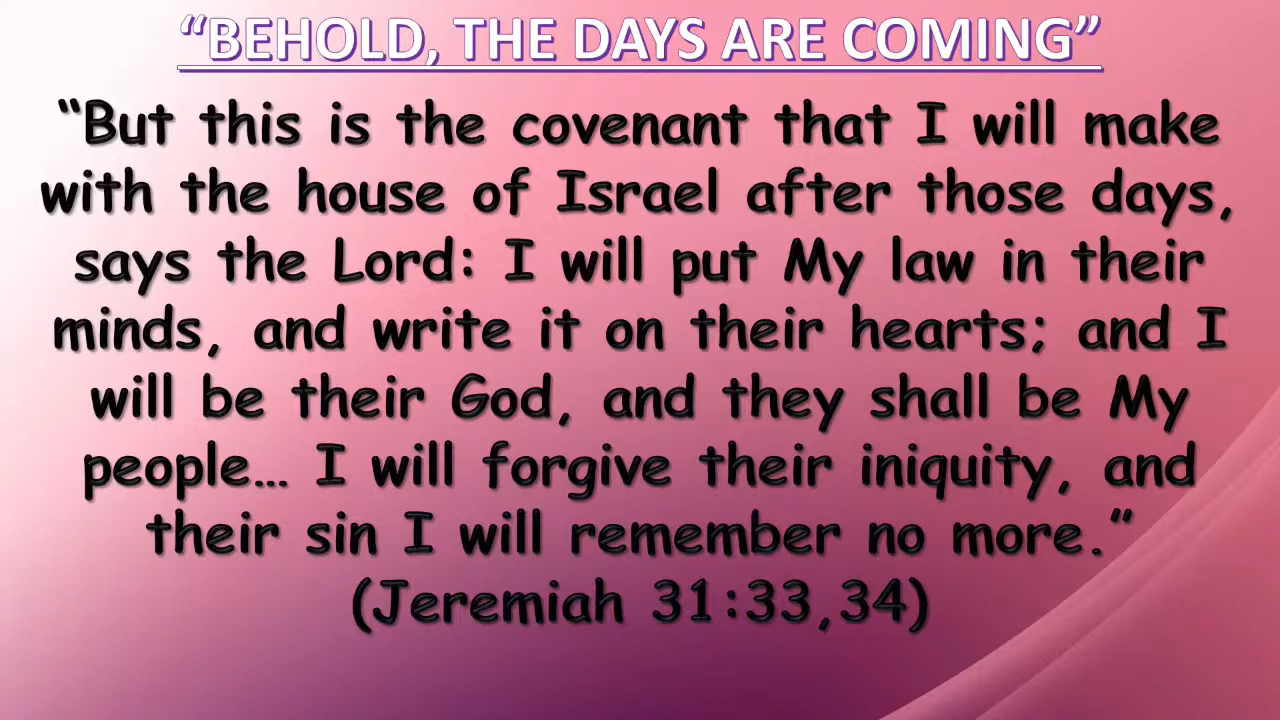 “BEHOLD, THE DAYS ARE COMING”
“But this is the covenant that I will make
with the house of Israel after those days,
says the Lord: I will put My law in their
minds, and write it on their hearts; and I
will be their God, and they shall be My
people… I will forgive their iniquity, and
their sin I will remember no more.”
(Jeremiah 31:33,34)